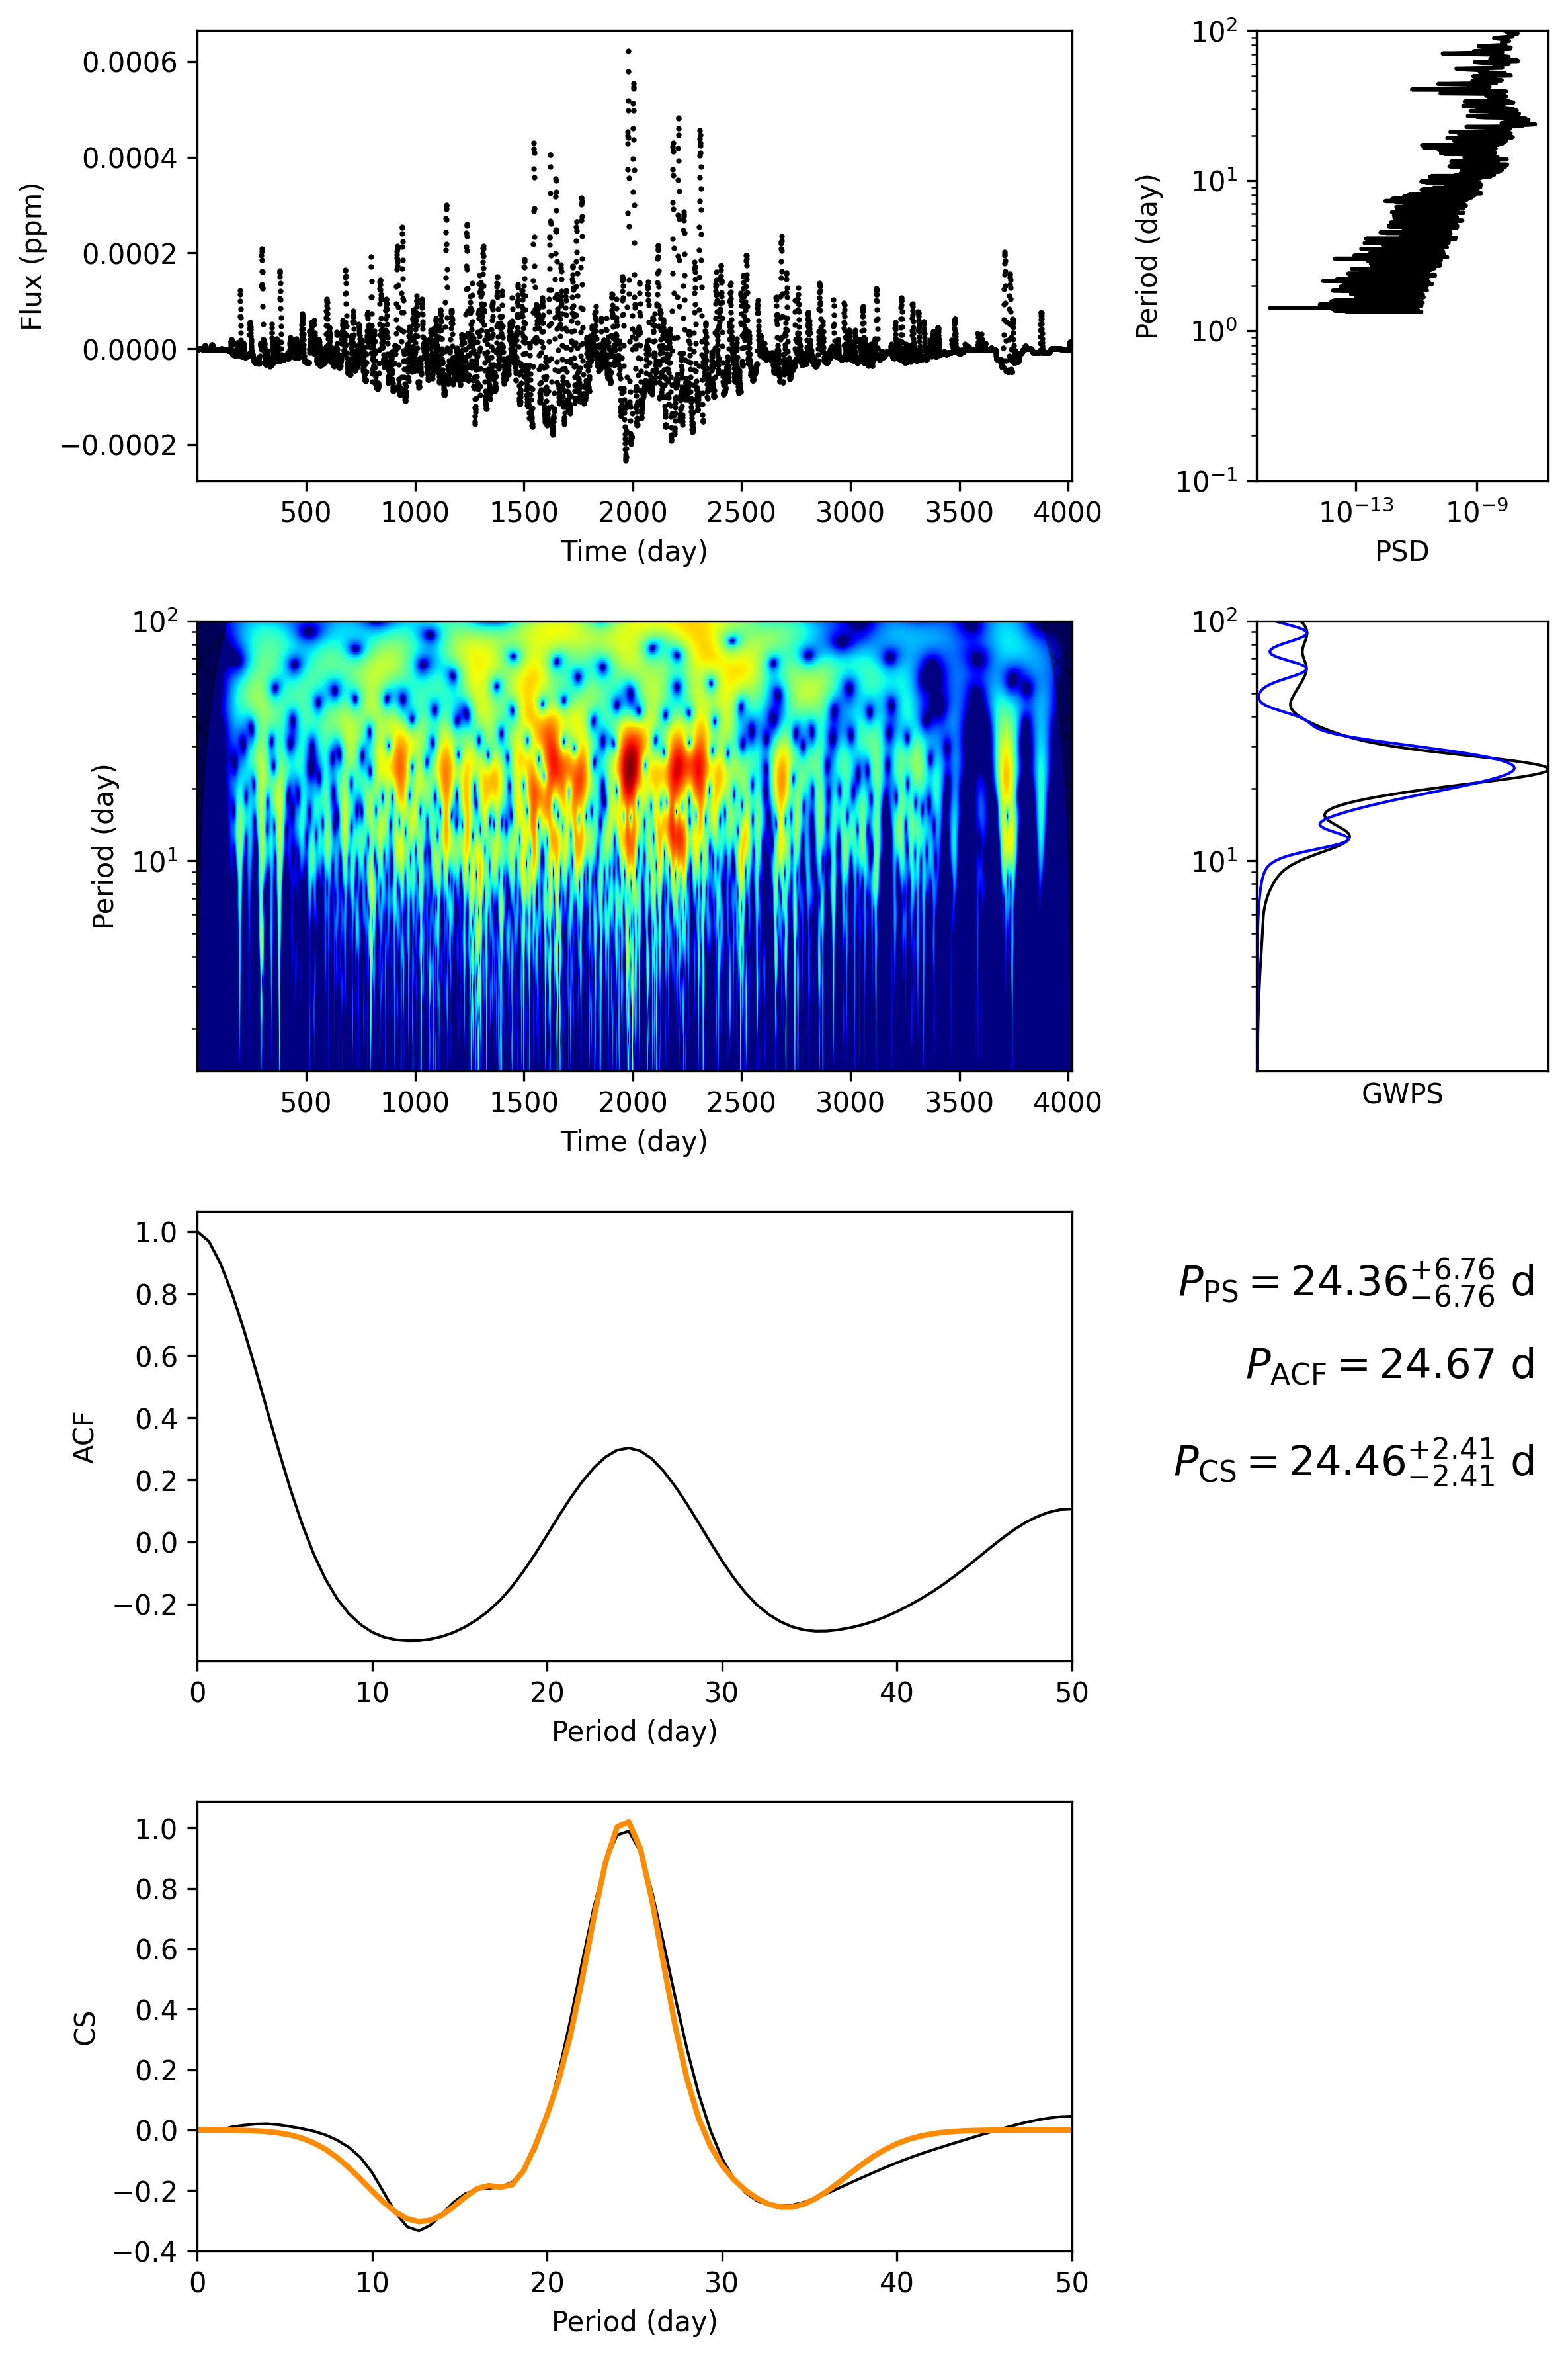 0.0006
0.0004
0.0002
0.0000
−0.0002
Flux (ppm)
500 1000 1500 2000 2500 3000 3500 4000
Time (day)
10²
10¹
10⁰
10⁻¹
Period (day)
10⁻¹³ 10⁻⁹
PSD
10²
10¹
Period (day)
500 1000 1500 2000 2500 3000 3500 4000
Time (day)
10²
10¹
GWPS
1.0
0.8
0.6
0.4
0.2
0.0
−0.2
ACF
0 10 20 30 40 50
Period (day)
P_PS = 24.36^{+6.76}_{−6.76} d
P_ACF = 24.67 d
P_CS = 24.46^{+2.41}_{−2.41} d
1.0
0.8
0.6
0.4
0.2
0.0
−0.2
−0.4
CS
0 10 20 30 40 50
Period (day)